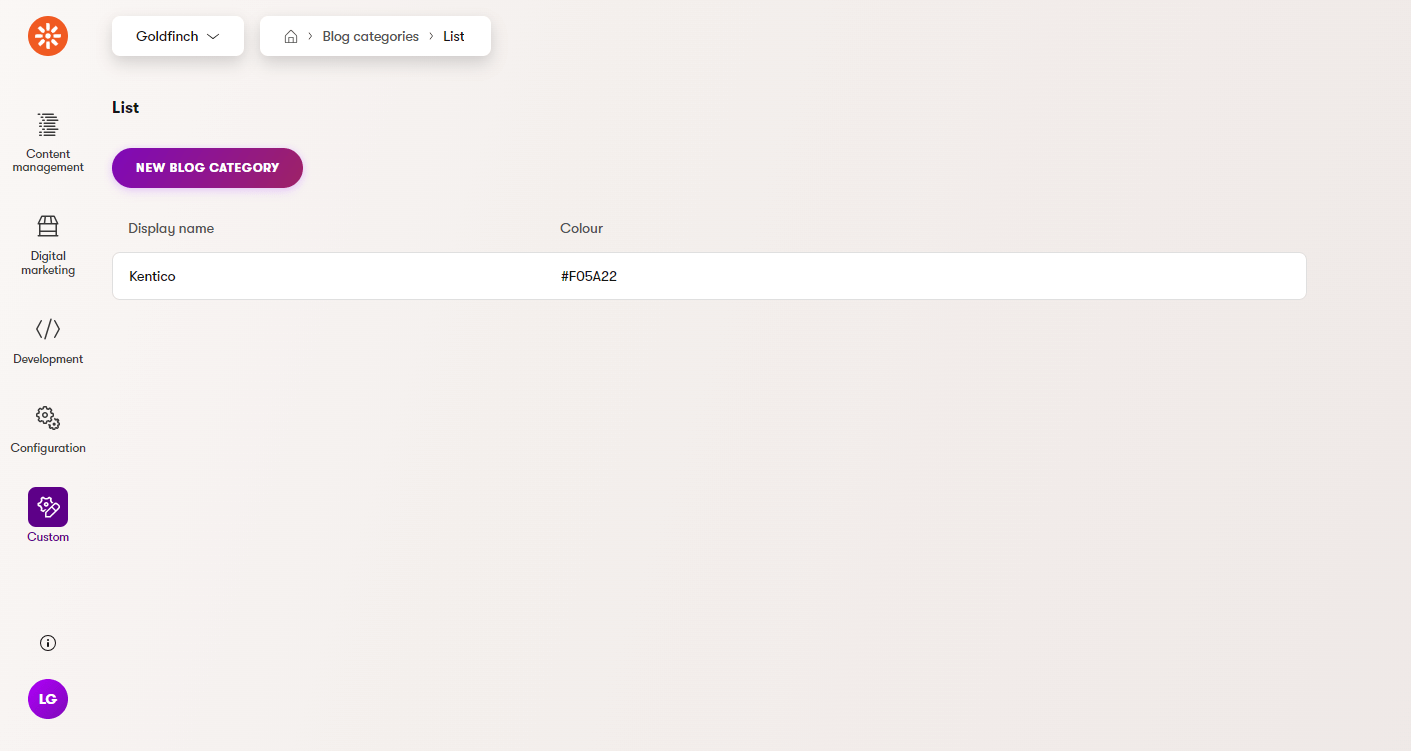 Goldfinch
Blog categories
List
List
NEW BLOG CATEGORY
Display name
Colour
Kentico
#F05A22
Content
management
Digital
marketing
Development
Configuration
Custom
LG